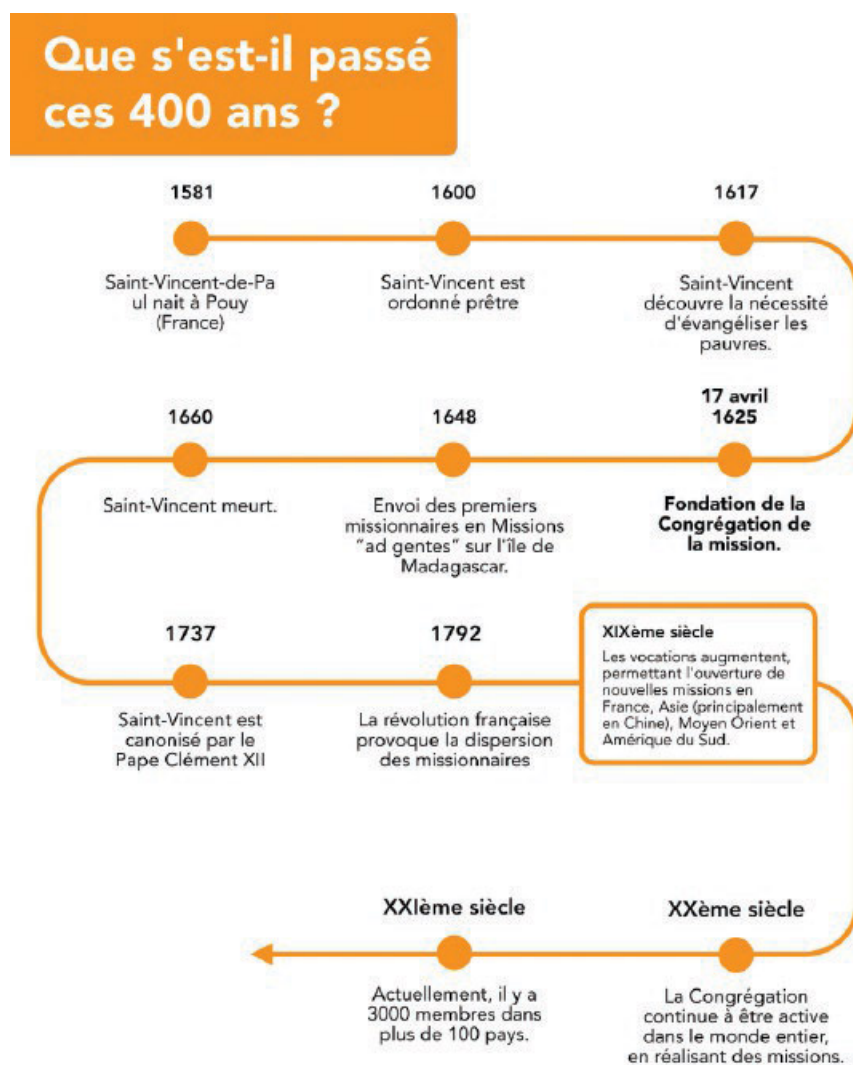 Que s'est-il passé
ces 400 ans ?
1581
Saint-Vincent-de-Pa
ul nait à Pouy
(France)
1600
Saint-Vincent est
ordonné prêtre
1617
Saint-Vincent
découvre la nécessité
d'évangéliser les
pauvres.
17 avril
1625
Fondation de la
Congrégation de
la mission.
1648
Envoi des premiers
missionnaires en Missions
“ad gentes” sur l'île de
Madagascar.
1660
Saint-Vincent meurt.
1737
Saint-Vincent est
canonisé par le
Pape Clément XII
1792
La révolution française
provoque la dispersion
des missionnaires
XIXème siècle
Les vocations augmentent,
permettant l'ouverture de
nouvelles missions en
France, Asie (principalement
en Chine), Moyen Orient et
Amérique du Sud.
XXème siècle
La Congrégation
continue à être active
dans le monde entier,
en réalisant des missions.
XXIème siècle
Actuellement, il y a
3000 membres dans
plus de 100 pays.